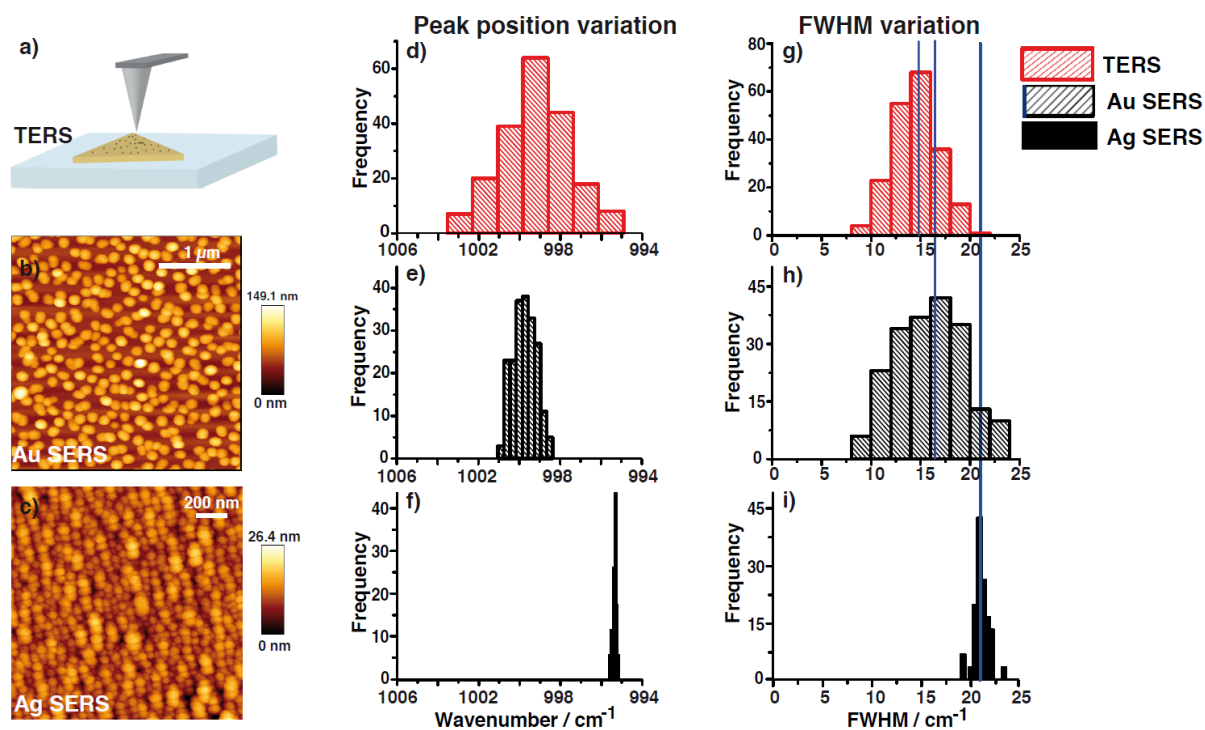 Peak position variation
FWHM variation
a)
TERS
b)
1 µm
149.1 nm
0 nm
Au SERS
c)
200 nm
26.4 nm
0 nm
Ag SERS
d)
60
40
20
0
Frequency
1006
1002
998
994
e)
40
30
20
10
0
Frequency
1006
1002
998
994
f)
40
30
20
10
0
Frequency
1006
1002
998
994
Wavenumber / cm⁻¹
g)
80
60
40
20
0
Frequency
0
5
10
15
20
25
h)
45
30
15
0
Frequency
0
5
10
15
20
25
i)
45
30
15
0
Frequency
0
5
10
15
20
25
FWHM / cm⁻¹
TERS
Au SERS
Ag SERS